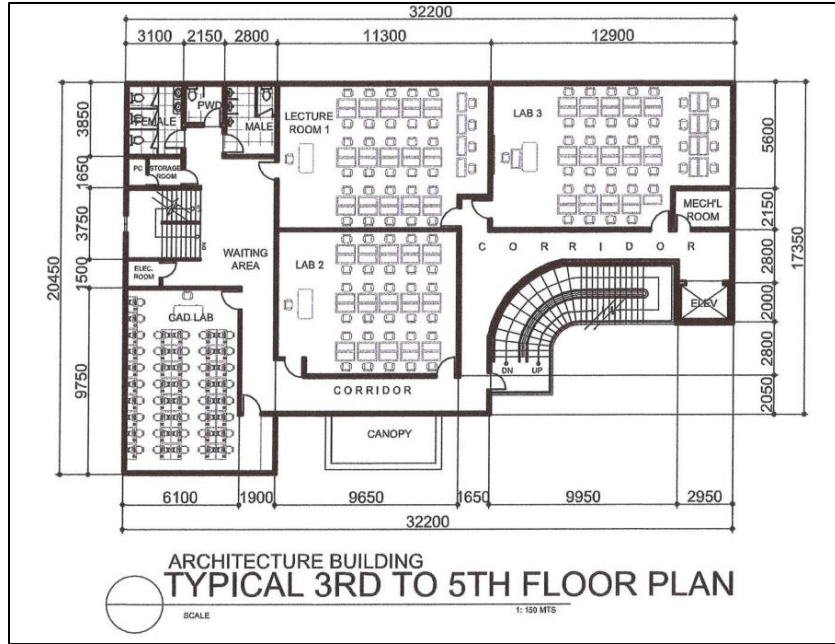 32200
3100 2150 2800 11300 12900
FEMALE
PWD
MALE
LECTURE
ROOM 1
LAB 3
3850
1650
3750
1500
9750
20450
PC
STORAGE
ROOM
MECH'L
ROOM
5600
2150
2800
2000
2800
2050
17350
WAITING
AREA
LAB 2
CORRIDOR
ELEC.
ROOM
CAD LAB
ELEV
DN UP
CORRIDOR
CANOPY
6100 1900 9650 1650 9950 2950
32200
ARCHITECTURE BUILDING
TYPICAL 3RD TO 5TH FLOOR PLAN
SCALE 1: 150 MTS